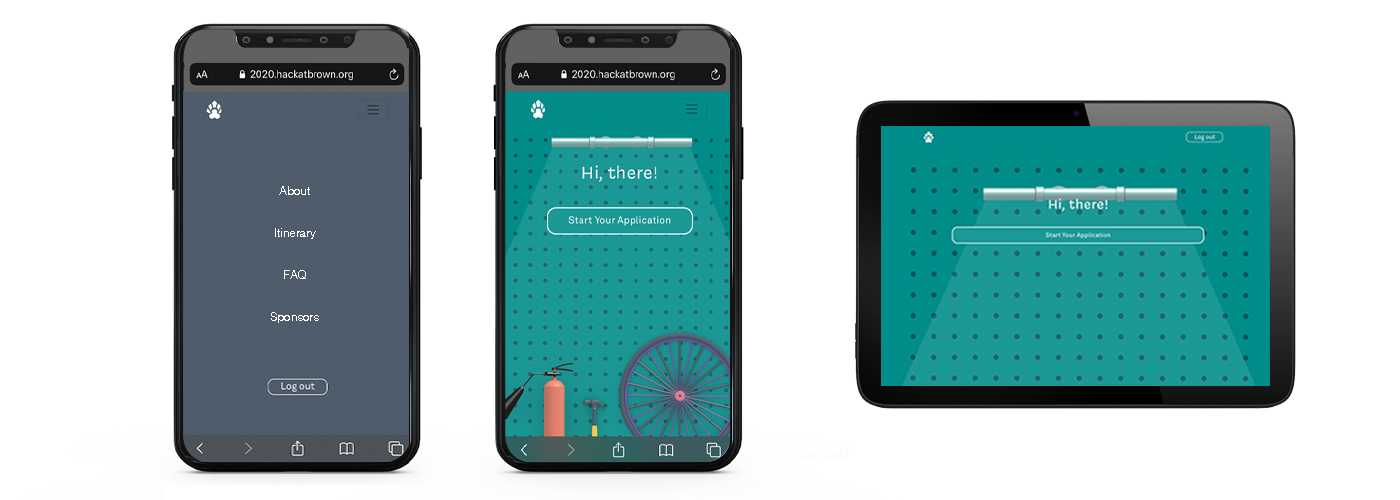 AA 2020.hackatbrown.org
About
Itinerary
FAQ
Sponsors
Log out
AA 2020.hackatbrown.org
Hi, there!
Start Your Application
Log out
Hi, there!
Start Your Application